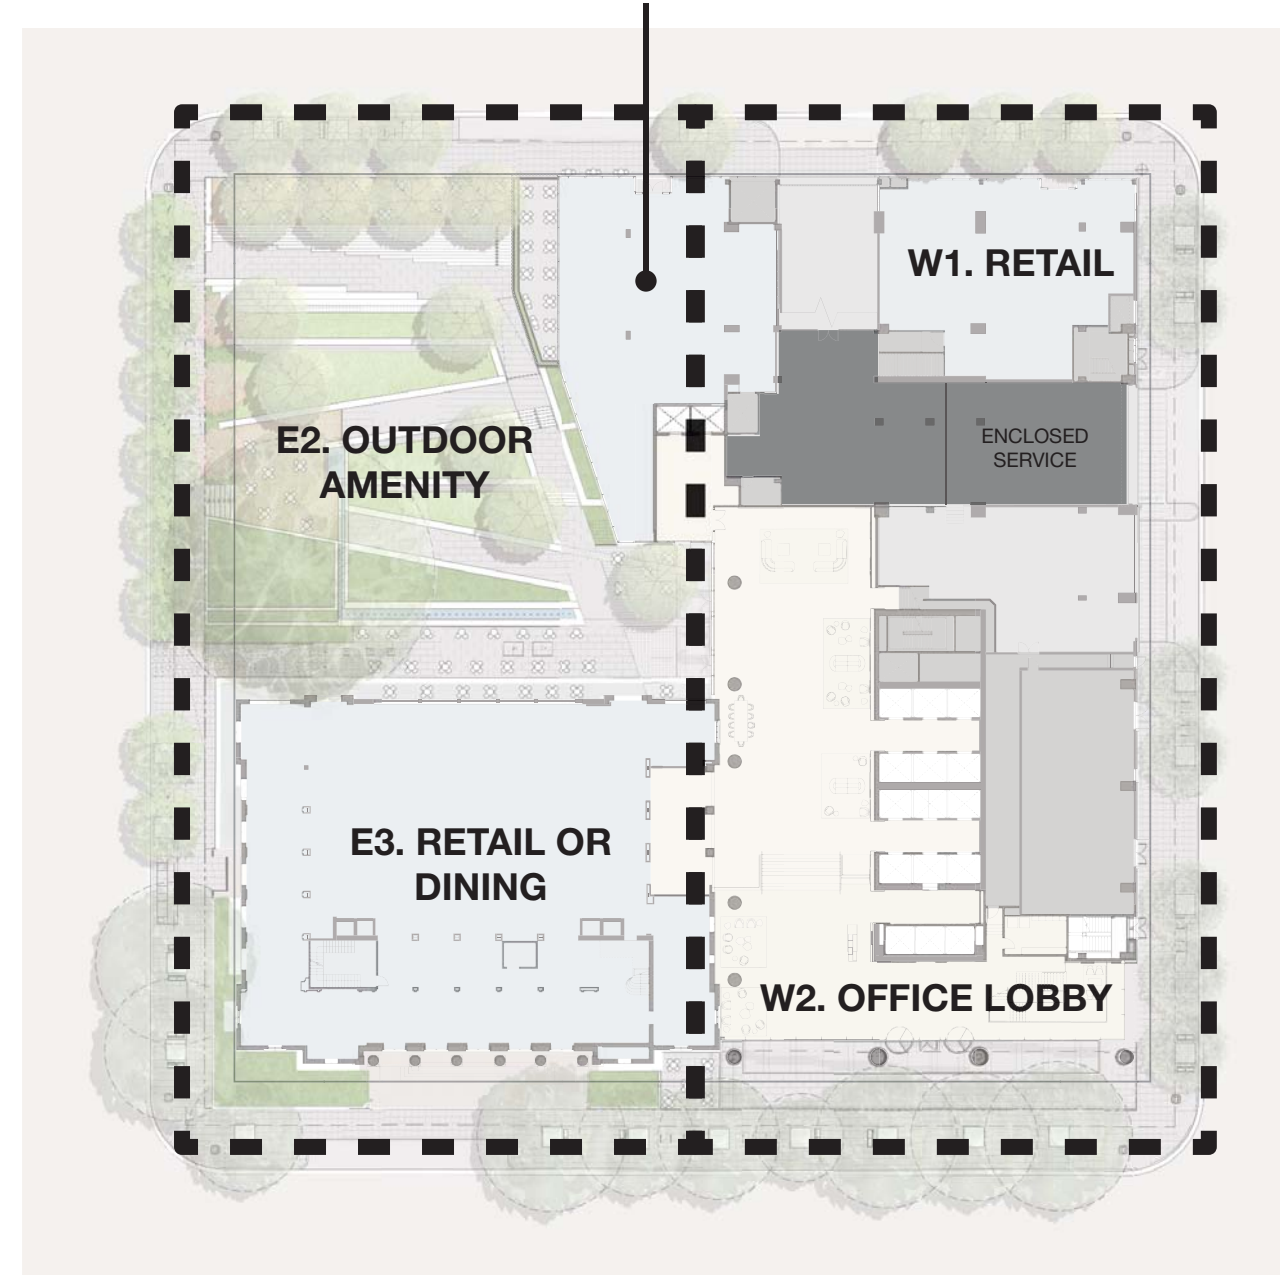 W1. RETAIL
E2. OUTDOOR
AMENITY
ENCLOSED
SERVICE
E3. RETAIL OR
DINING
W2. OFFICE LOBBY